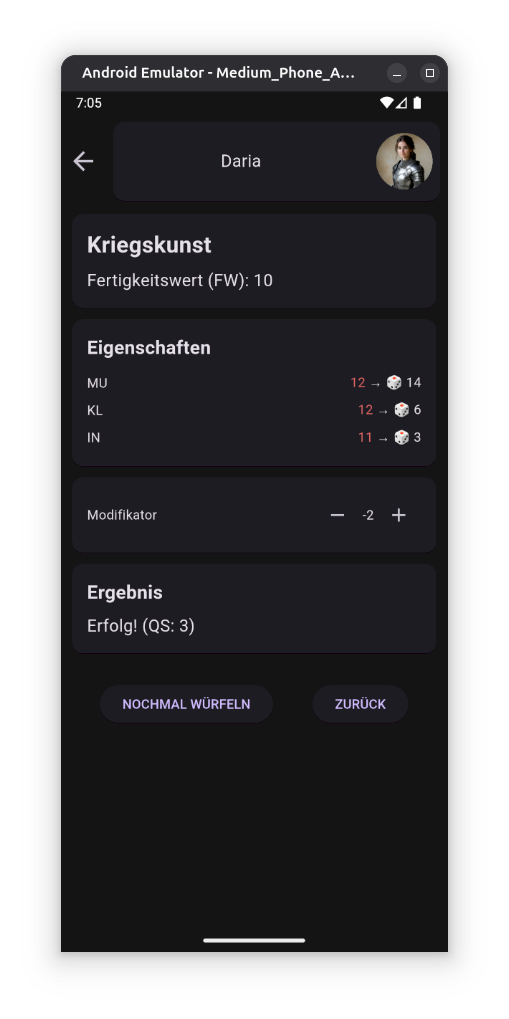 Android Emulator - Medium_Phone_A...
7:05
Daria
Kriegskunst
Fertigkeitswert (FW): 10
Eigenschaften
MU 12 → 🎲 14
KL 12 → 🎲 6
IN 11 → 🎲 3
Modifikator − -2 +
Ergebnis
Erfolg! (QS: 3)
NOCHMAL WÜRFELN ZURÜCK